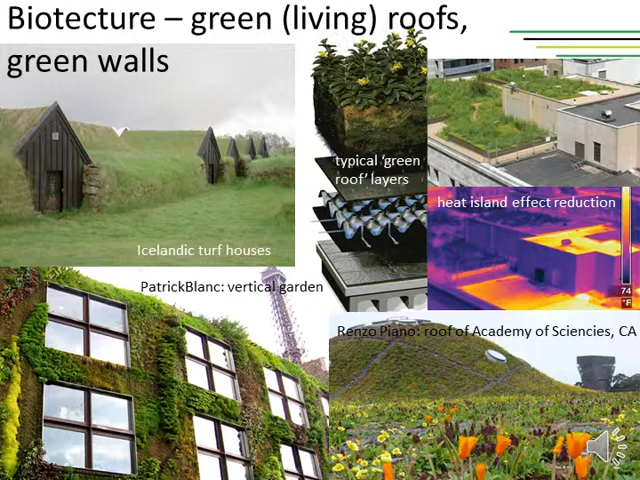 Biotecture – green (living) roofs,
green walls
typical ‘green
roof’ layers
heat island effect reduction
Icelandic turf houses
74
°F
PatrickBlanc: vertical garden
Renzo Piano: roof of Academy of Sciencies, CA